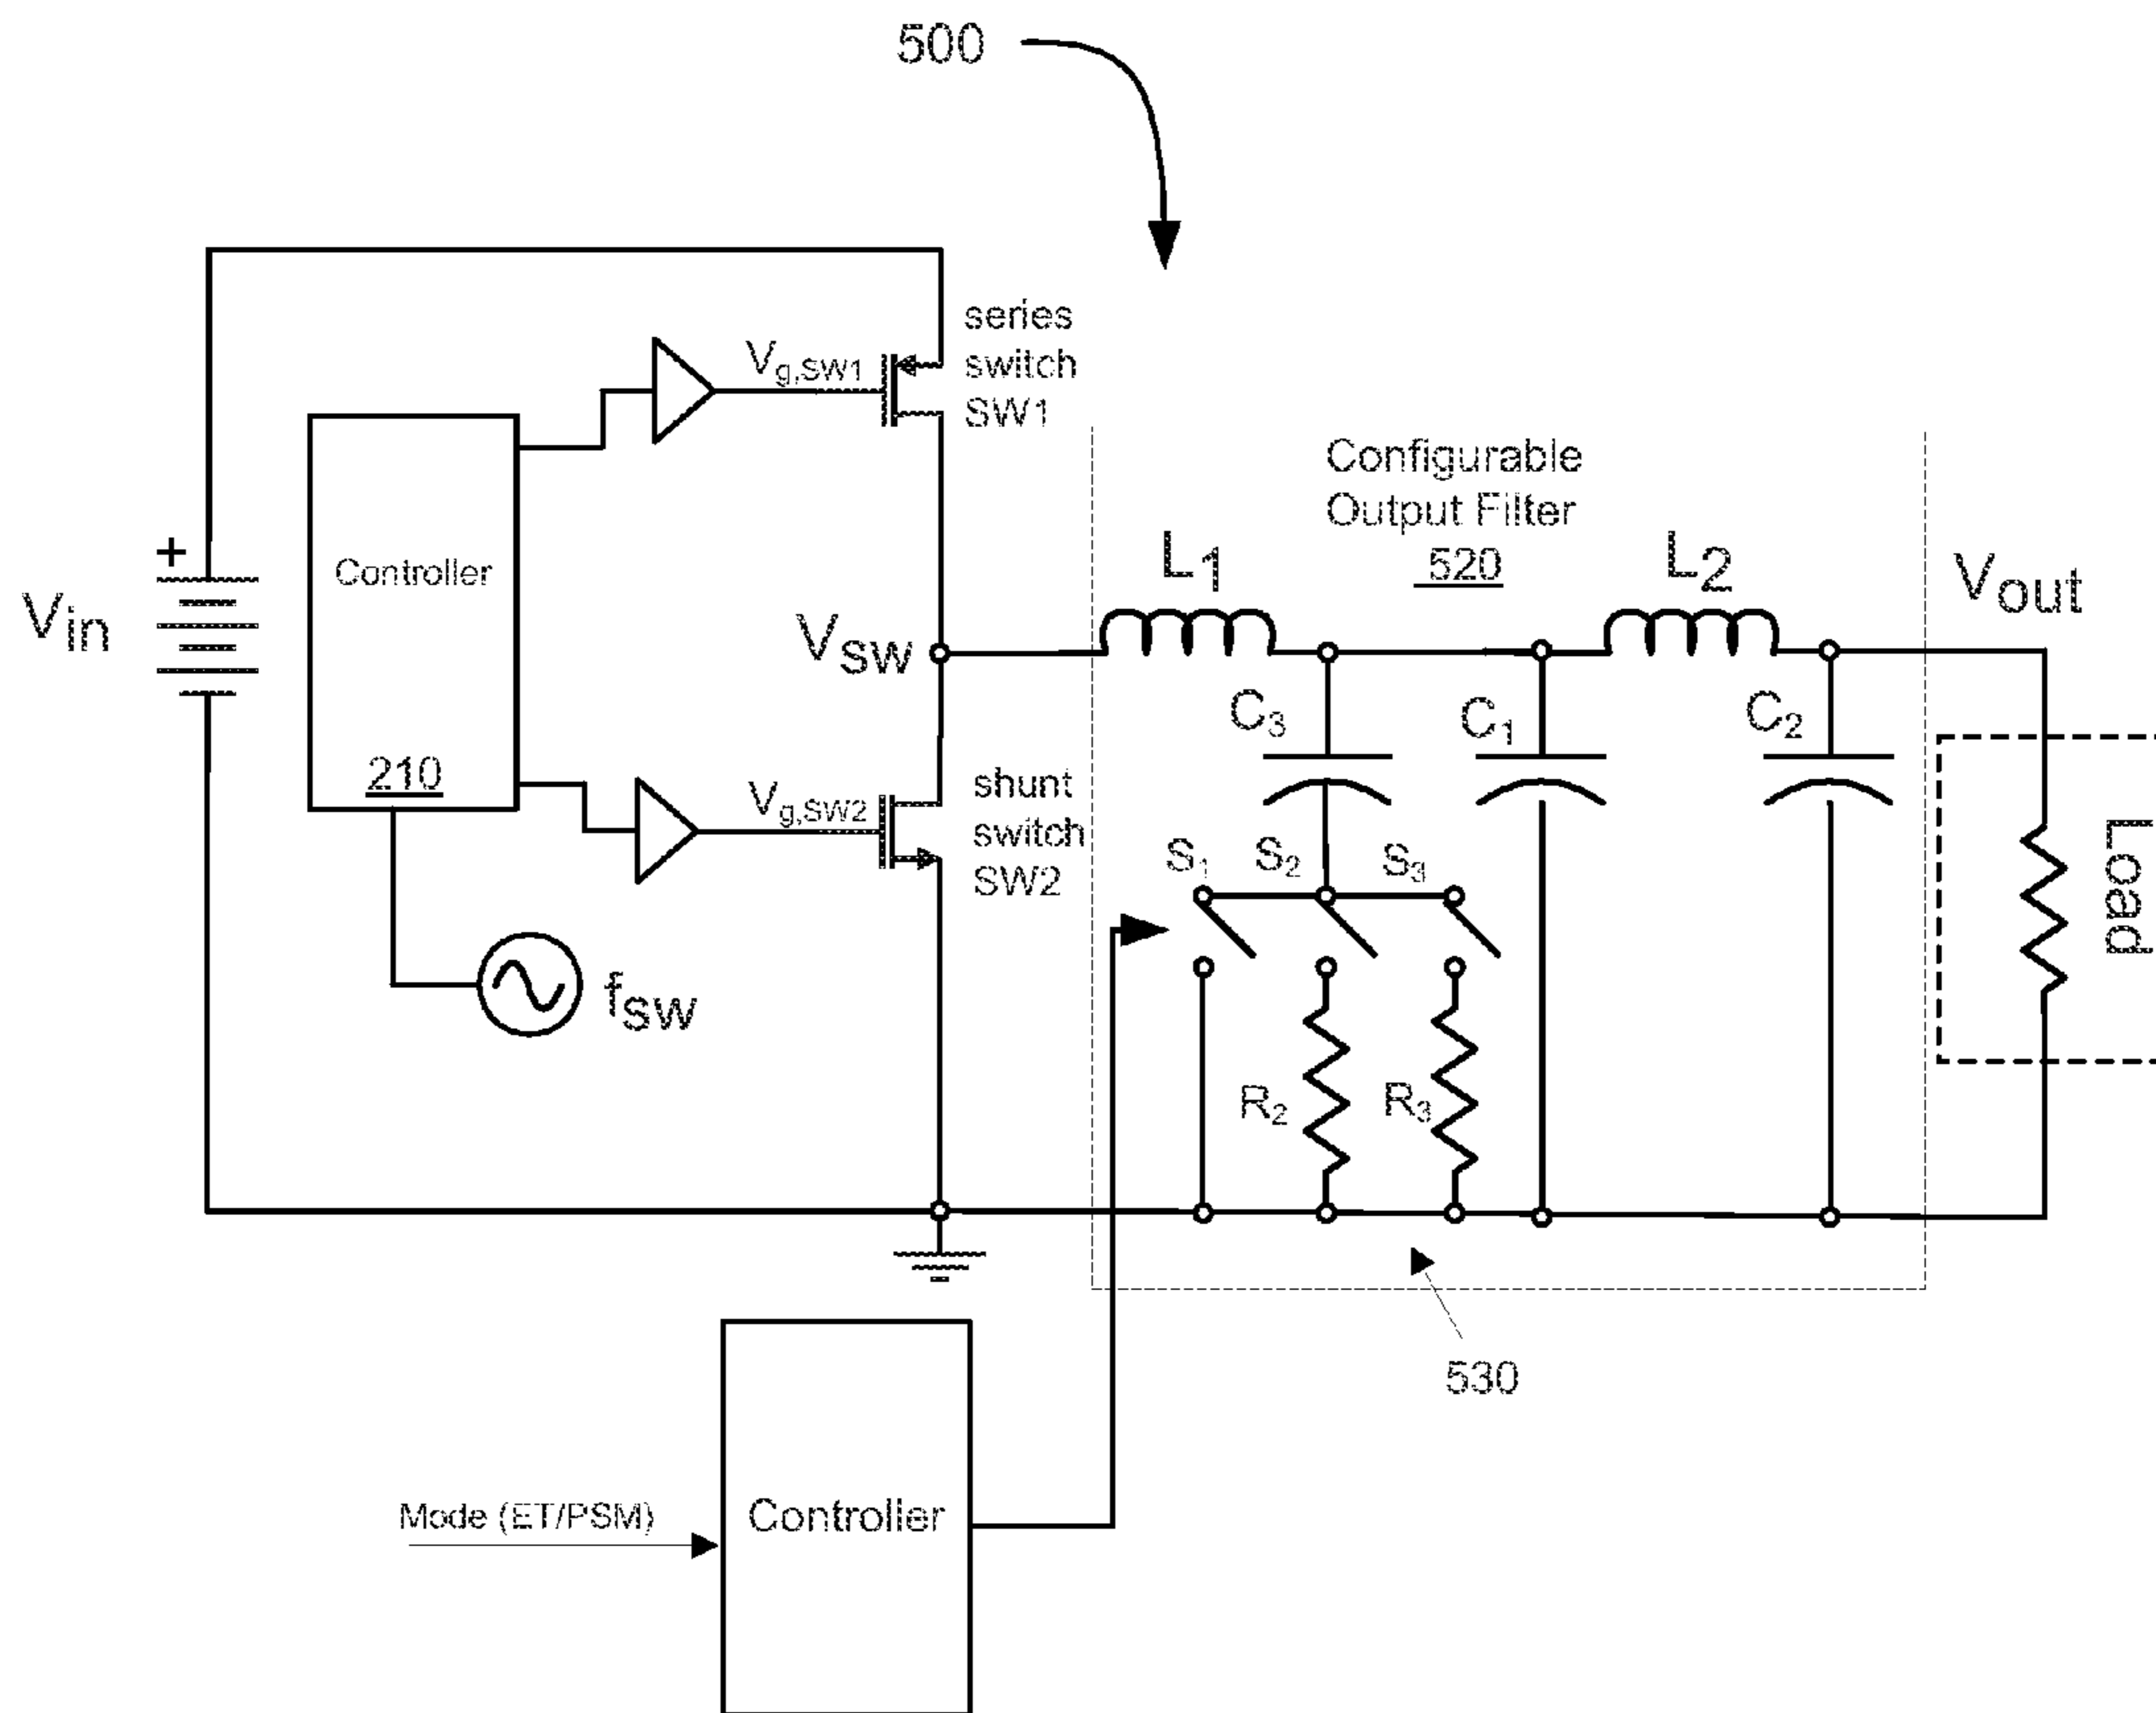 500
series
switch
SW1
Vg,SW1
Controller
210
+
Vin
Configurable
Output Filter
520
L1
L2
Vout
VSW
C3
C1
C2
Vg,SW2
shunt
switch
SW2
S1
S2
S3
Load
fSW
R2
R3
530
Mode (ET/PSM)
Controller